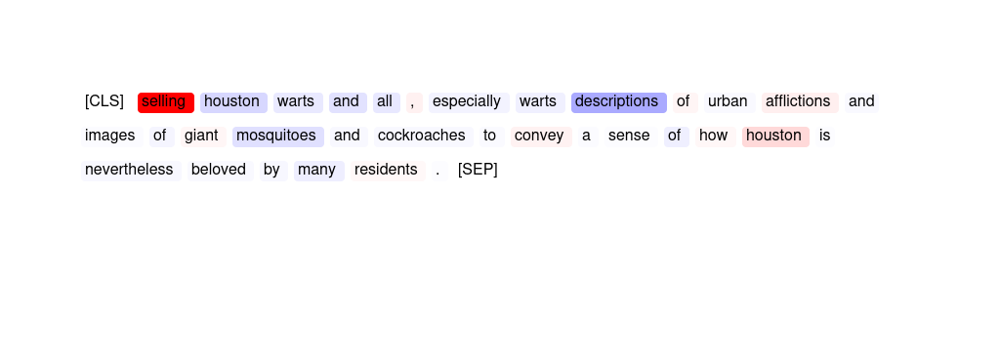 [CLS] selling houston warts and all , especially warts descriptions of urban afflictions and
images of giant mosquitoes and cockroaches to convey a sense of how houston is
nevertheless beloved by many residents . [SEP]